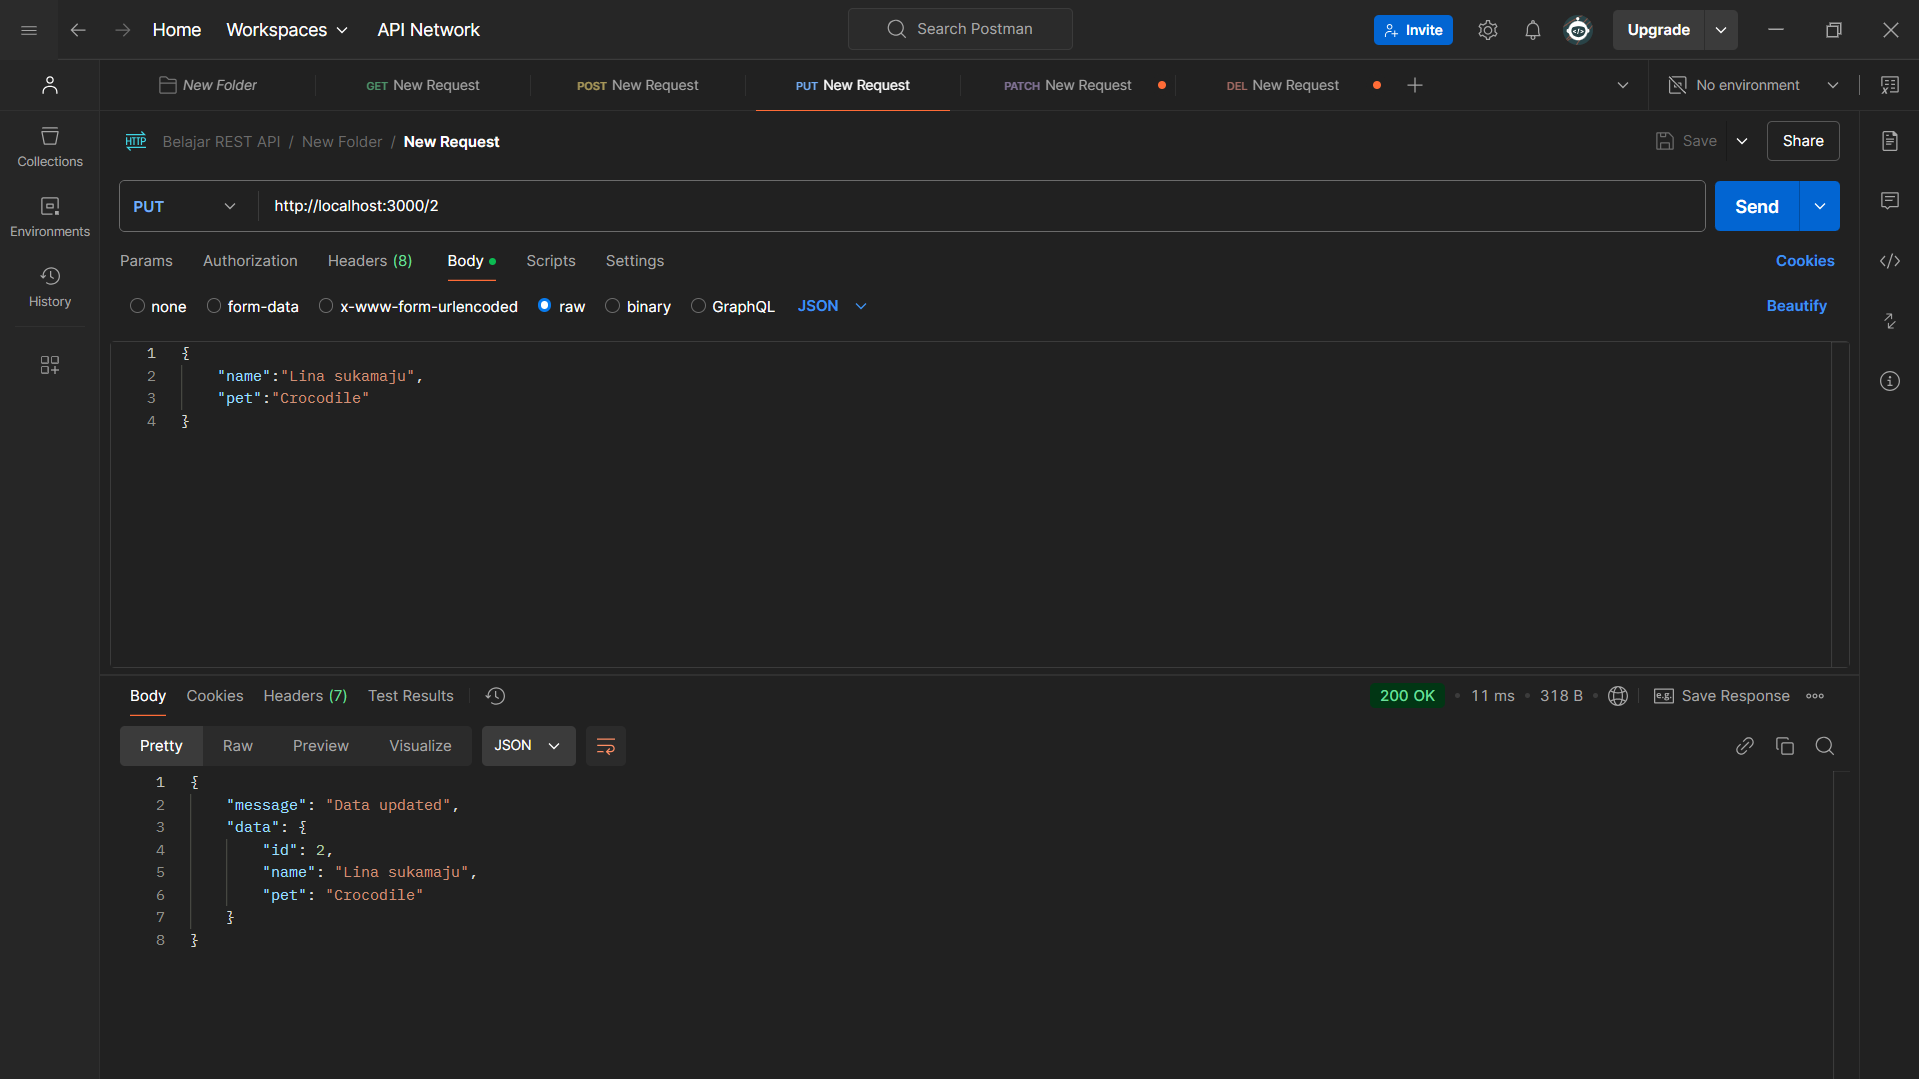 Home Workspaces API Network Search Postman Invite Upgrade
New Folder GET New Request POST New Request PUT New Request PATCH New Request DEL New Request No environment
HTTP Belajar REST API / New Folder / New Request Save Share
Collections
Environments
History
PUT http://localhost:3000/2 Send
Params Authorization Headers (8) Body Scripts Settings Cookies
none form-data x-www-form-urlencoded raw binary GraphQL JSON Beautify
1 {
2 "name":"Lina sukamaju",
3 "pet":"Crocodile"
4 }
Body Cookies Headers (7) Test Results 200 OK 11 ms 318 B e.g. Save Response
Pretty Raw Preview Visualize JSON
1 {
2 "message": "Data updated",
3 "data": {
4 "id": 2,
5 "name": "Lina sukamaju",
6 "pet": "Crocodile"
7 }
8 }